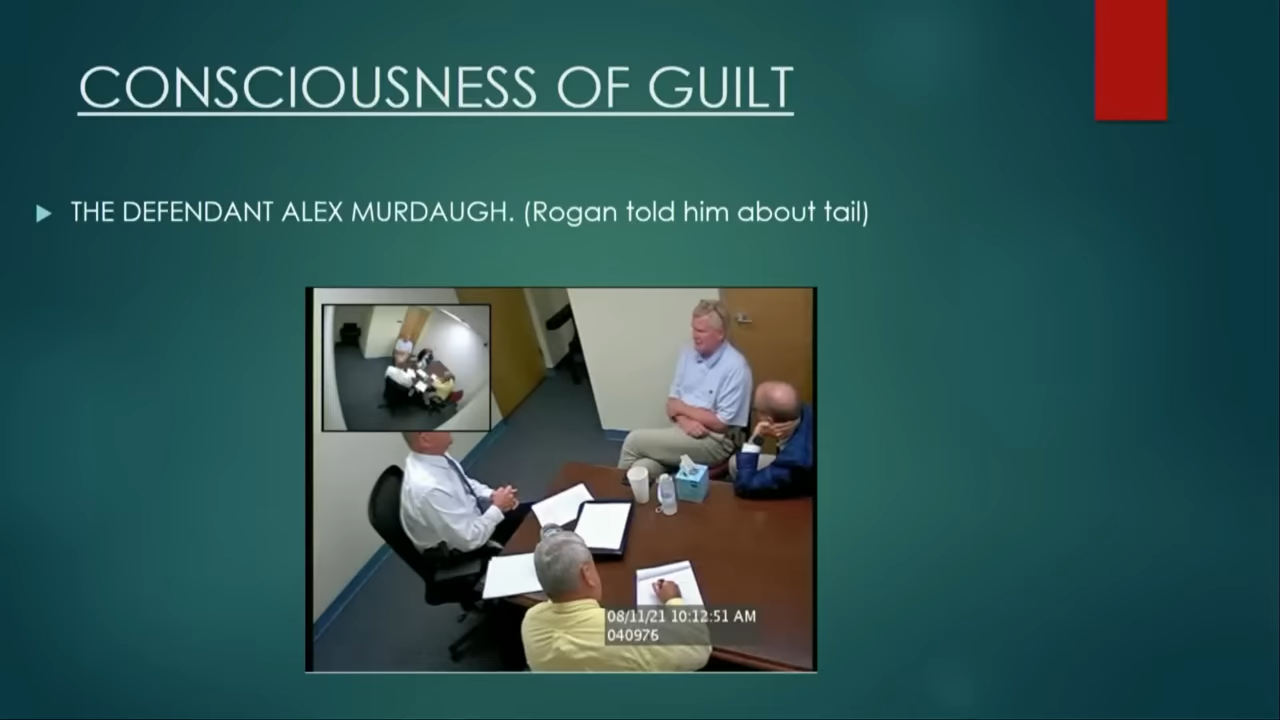 CONSCIOUSNESS OF GUILT
THE DEFENDANT ALEX MURDAUGH. (Rogan told him about tail)
08/11/21 10:12:51 AM
040976